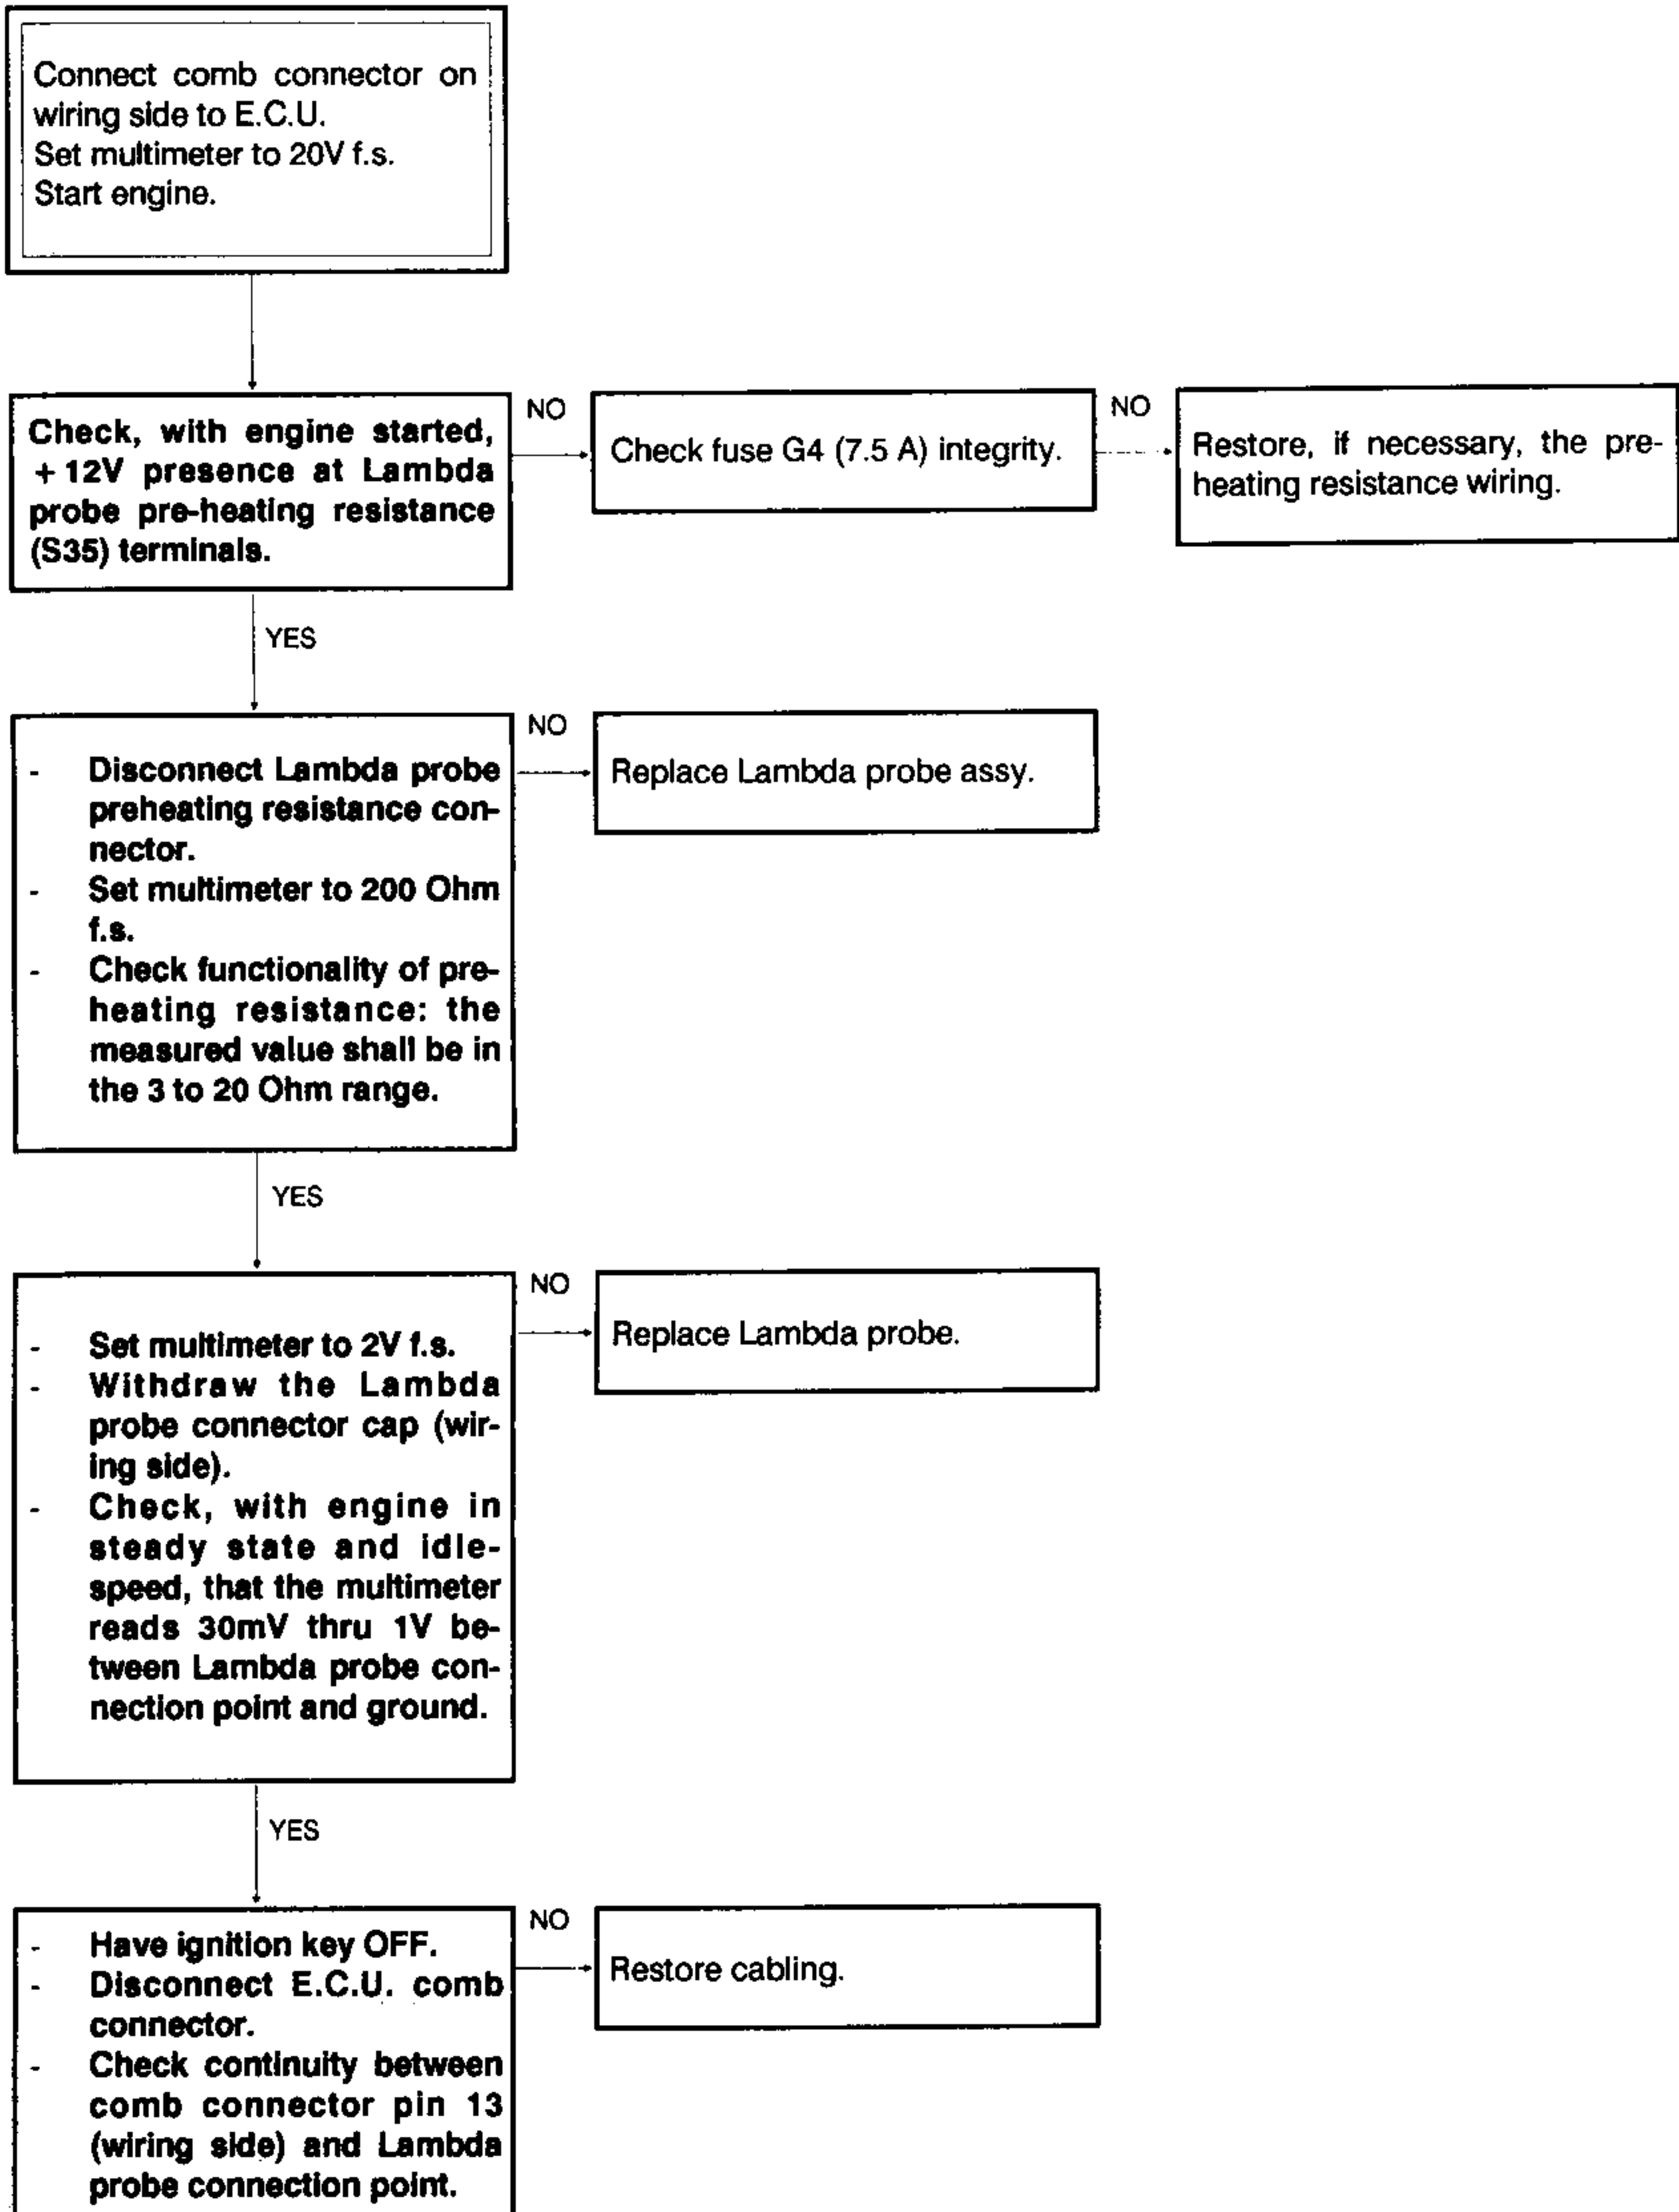 Connect comb connector on
wiring side to E.C.U.
Set multimeter to 20V f.s.
Start engine.
Check, with engine started,
+12V presence at Lambda
probe pre-heating resistance
(S35) terminals.
NO
Check fuse G4 (7.5 A) integrity.
NO
Restore, if necessary, the pre-
heating resistance wiring.
YES
- Disconnect Lambda probe
preheating resistance con-
nector.
- Set multimeter to 200 Ohm
f.s.
- Check functionality of pre-
heating resistance: the
measured value shall be in
the 3 to 20 Ohm range.
NO
Replace Lambda probe assy.
YES
- Set multimeter to 2V f.s.
- Withdraw the Lambda
probe connector cap (wir-
ing side).
- Check, with engine in
steady state and idle-
speed, that the multimeter
reads 30mV thru 1V be-
tween Lambda probe con-
nection point and ground.
NO
Replace Lambda probe.
YES
- Have ignition key OFF.
- Disconnect E.C.U. comb
connector.
- Check continuity between
comb connector pin 13
(wiring side) and Lambda
probe connection point.
NO
Restore cabling.